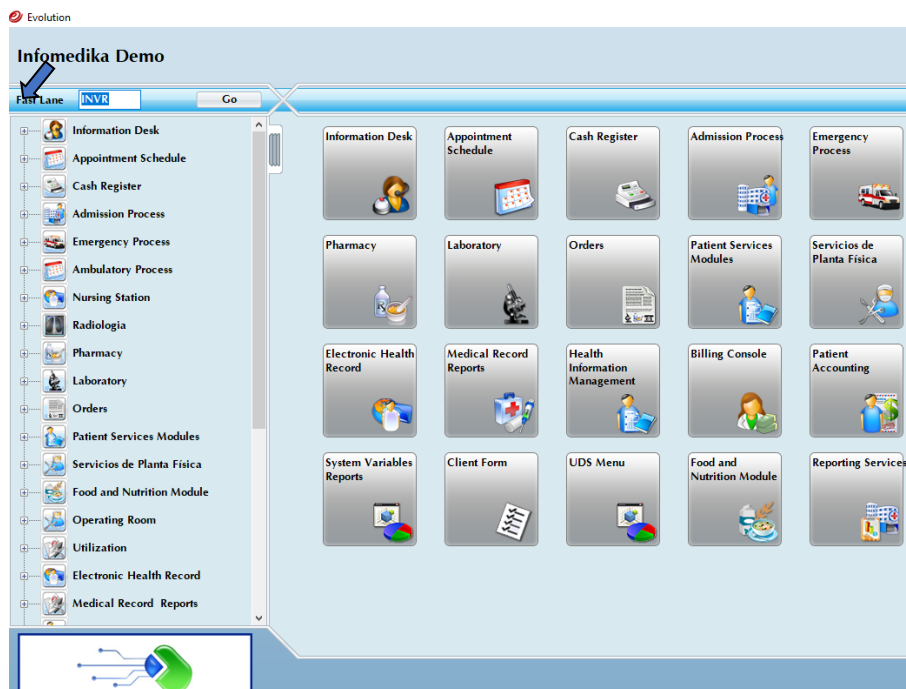 Evolution
Infomedika Demo
Fast Lane INVR Go
Information Desk
Appointment Schedule
Cash Register
Admission Process
Emergency Process
Ambulatory Process
Nursing Station
Radiologia
Pharmacy
Laboratory
Orders
Patient Services Modules
Servicios de Planta Física
Food and Nutrition Module
Operating Room
Utilization
Electronic Health Record
Medical Record Reports
Information Desk
Appointment
Schedule
Cash Register
Admission Process
Emergency
Process
Pharmacy
Laboratory
Orders
Patient Services
Modules
Servicios de
Planta Física
Electronic Health
Record
Medical Record
Reports
Health
Information
Management
Billing Console
Patient
Accounting
System Variables
Reports
Client Form
UDS Menu
Food and
Nutrition Module
Reporting Services